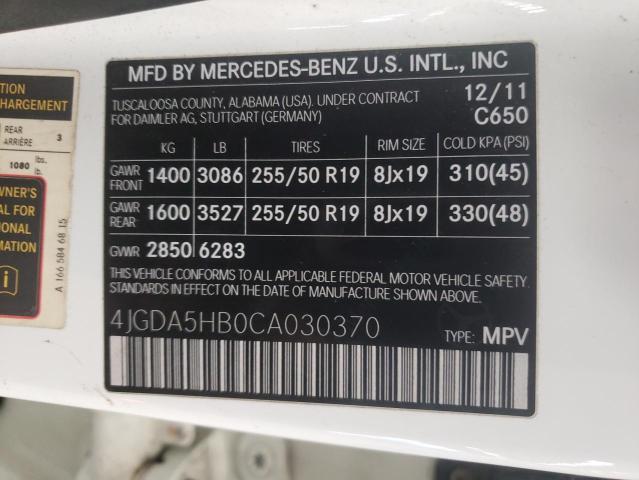 TION
HARGEMENT
REAR
ARRIÈRE
3
1080 lbs.
lb.
WNER'S
AL FOR
IONAL
RMATION
i
A 166 584 68 15
MFD BY MERCEDES-BENZ U.S. INTL., INC
TUSCALOOSA COUNTY, ALABAMA (USA). UNDER CONTRACT 12/11
FOR DAIMLER AG, STUTTGART (GERMANY) C650
KG LB TIRES RIM SIZE COLD KPA (PSI)
GAWR FRONT 1400 3086 255/50 R19 8Jx19 310(45)
GAWR REAR 1600 3527 255/50 R19 8Jx19 330(48)
GVWR 2850 6283
THIS VEHICLE CONFORMS TO ALL APPLICABLE FEDERAL MOTOR VEHICLE SAFETY.
STANDARDS IN EFFECT ON THE DATE OF MANUFACTURE SHOWN ABOVE.
4JGDA5HB0CA030370 TYPE: MPV